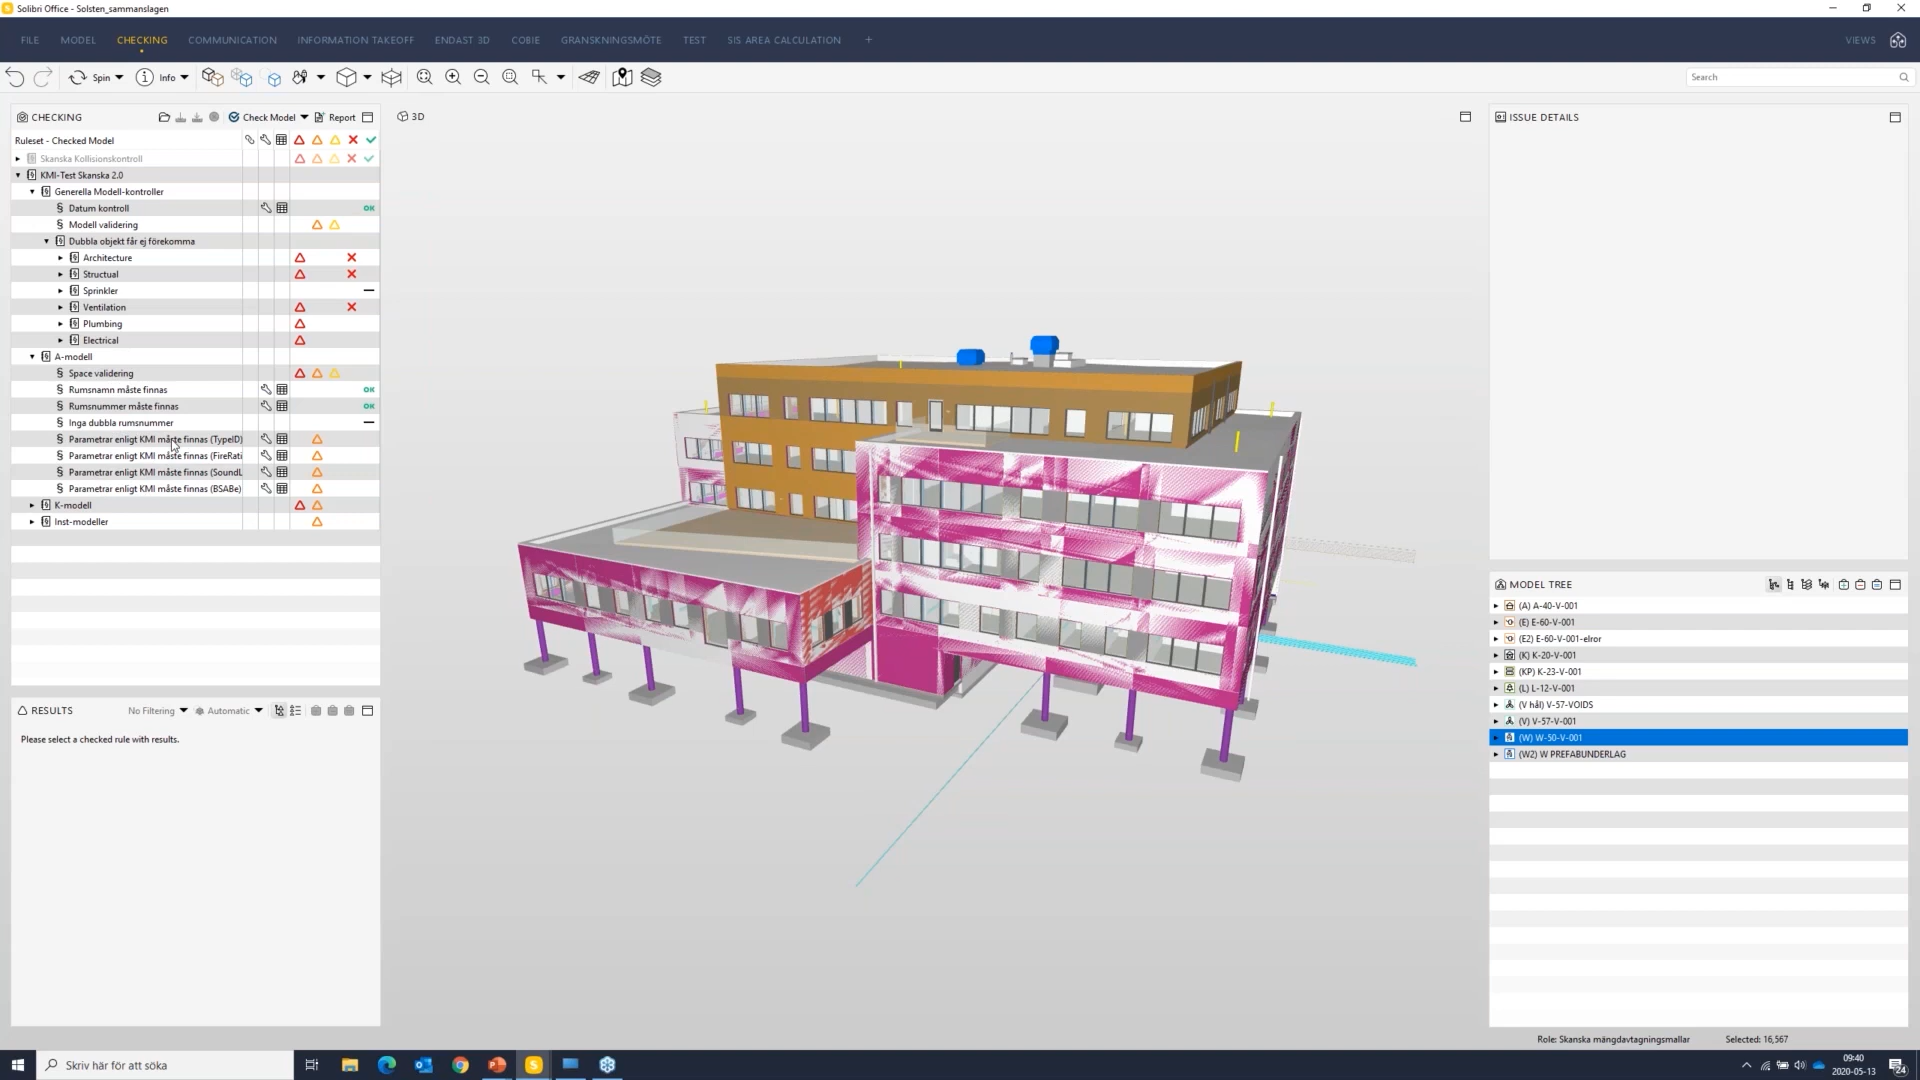 Solibri Office - Solsten_sammanslagen
FILE MODEL CHECKING COMMUNICATION INFORMATION TAKEOFF ENDAST 3D COBIE GRANSKNINGSMÖTE TEST SIS AREA CALCULATION + VIEWS
Spin Info Search
CHECKING Check Model Report
Ruleset - Checked Model
Skanska Kollisionskontroll
KMI-Test Skanska 2.0
Generella Modell-kontroller
Datum kontroll OK
Modell validering
Dubbla objekt får ej förekomma
Architecture
Structual
Sprinkler
Ventilation
Plumbing
Electrical
A-modell
Space validering
Rumsnamn måste finnas OK
Rumsnummer måste finnas OK
Inga dubbla rumsnummer
Parametrar enligt KMI måste finnas (TypeID)
Parametrar enligt KMI måste finnas (FireRati
Parametrar enligt KMI måste finnas (SoundL
Parametrar enligt KMI måste finnas (BSABe)
K-modell
Inst-modeller
RESULTS No Filtering Automatic
Please select a checked rule with results.
3D
ISSUE DETAILS
MODEL TREE
(A) A-40-V-001
(E) E-60-V-001
(E2) E-60-V-001-elror
(K) K-20-V-001
(KP) K-23-V-001
(L) L-12-V-001
(V hål) V-57-VOIDS
(V) V-57-V-001
(W) W-50-V-001
(W2) W PREFABUNDERLAG
Role: Skanska mängdavtagningsmallar Selected: 16,567
Skriv här för att söka
09:40
2020-05-13
24